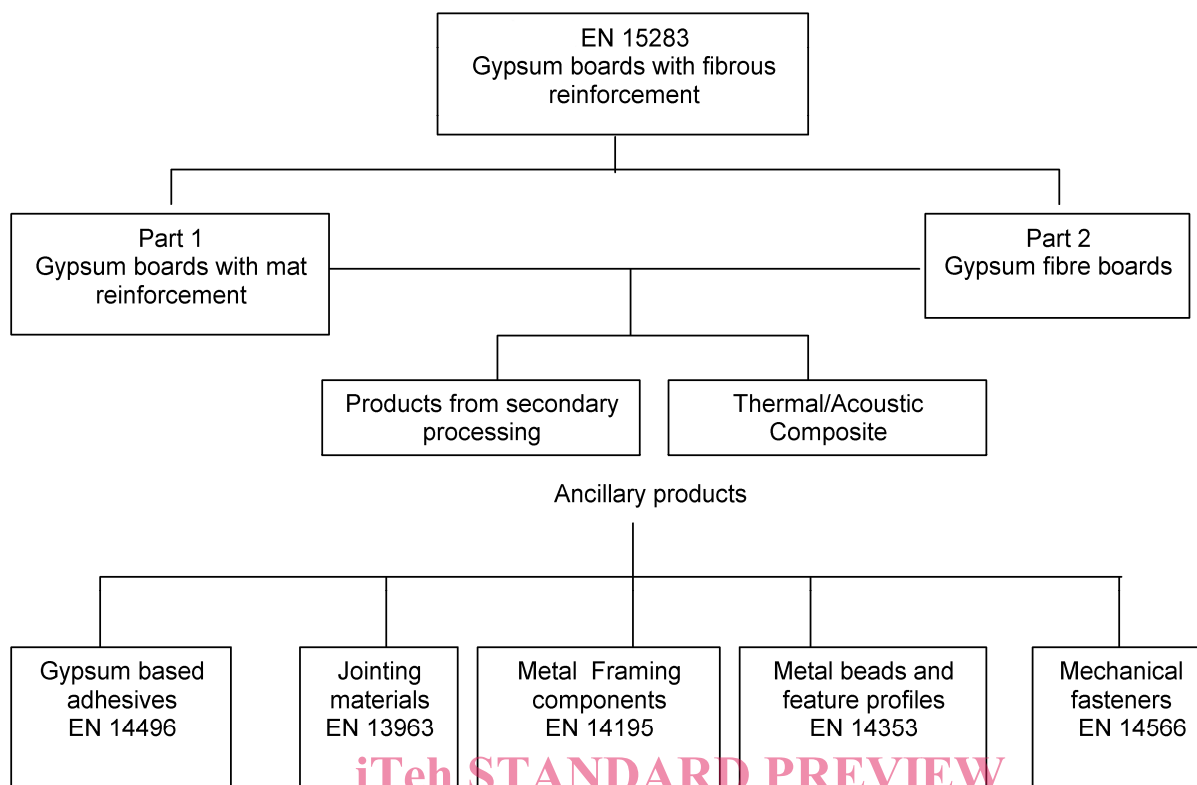 EN 15283
Gypsum boards with fibrous
reinforcement
Part 1
Gypsum boards with mat
reinforcement
Part 2
Gypsum fibre boards
Products from secondary
processing
Thermal/Acoustic
Composite
Ancillary products
Gypsum based
adhesives
EN 14496
Jointing
materials
EN 13963
Metal Framing
components
EN 14195
Metal beads and
feature profiles
EN 14353
Mechanical
fasteners
EN 14566
iTeh STANDARD PREVIEW